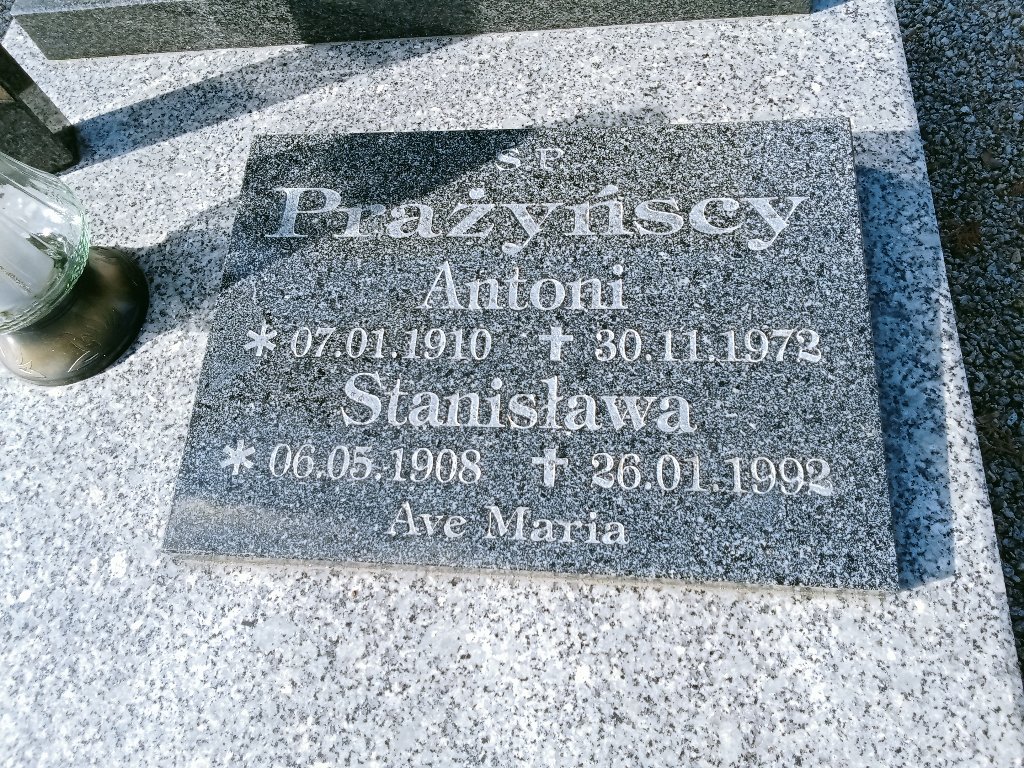 Ś.P.
Prażyńscy
Antoni
* 07.01.1910 ✝ 30.11.1972
Stanisława
* 06.05.1908 ✝ 26.01.1992
Ave Maria